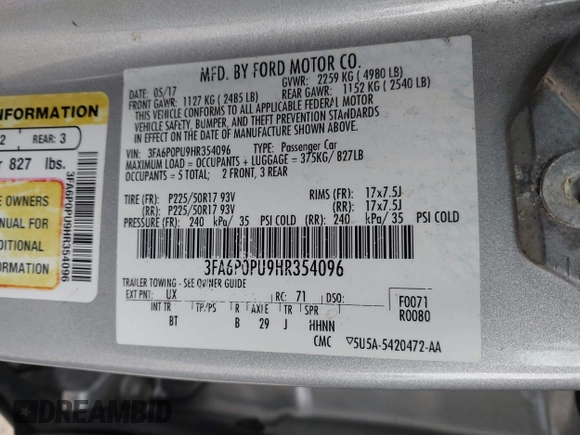 MFD. BY FORD MOTOR CO.
DATE: 05/17 GVWR: 2259 KG ( 4980 LB)
FRONT GAWR: 1127 KG ( 2485 LB) REAR GAWR: 1152 KG ( 2540 LB)
THIS VEHICLE CONFORMS TO ALL APPLICABLE FEDERAL MOTOR
VEHICLE SAFETY, BUMPER, AND THEFT PREVENTION STANDARDS
IN EFFECT ON THE DATE OF MANUFACTURE SHOWN ABOVE.
VIN: 3FA6P0PU9HR354096 TYPE: Passenger Car
MAXIMUM LOAD = OCCUPANTS + LUGGAGE = 375KG/ 827LB
OCCUPANTS = 5 TOTAL; 2 FRONT, 3 REAR
TIRE (FR): P225/50R17 93V RIMS (FR): 17x7.5J
(RR): P225/50R17 93V (RR): 17x7.5J
PRESSURE (FR): 240 kPa/ 35 PSI COLD (RR): 240 kPa/ 35 PSI COLD
3FA6P0PU9HR354096
TRAILER TOWING - SEE OWNER GUIDE
EXT PNT: UX RC: 71 DSO:
INT TR TP/PS R AXLE TR SPR
BT B 29 J HHNN
F0071
R0080
CMC 5U5A-5420472-AA
INFORMATION
2 REAR: 3
r 827 lbs.
E OWNERS
MANUAL FOR
DDITIONAL
FORMATION
3FA6P0PU9HR354096
DREAMBID